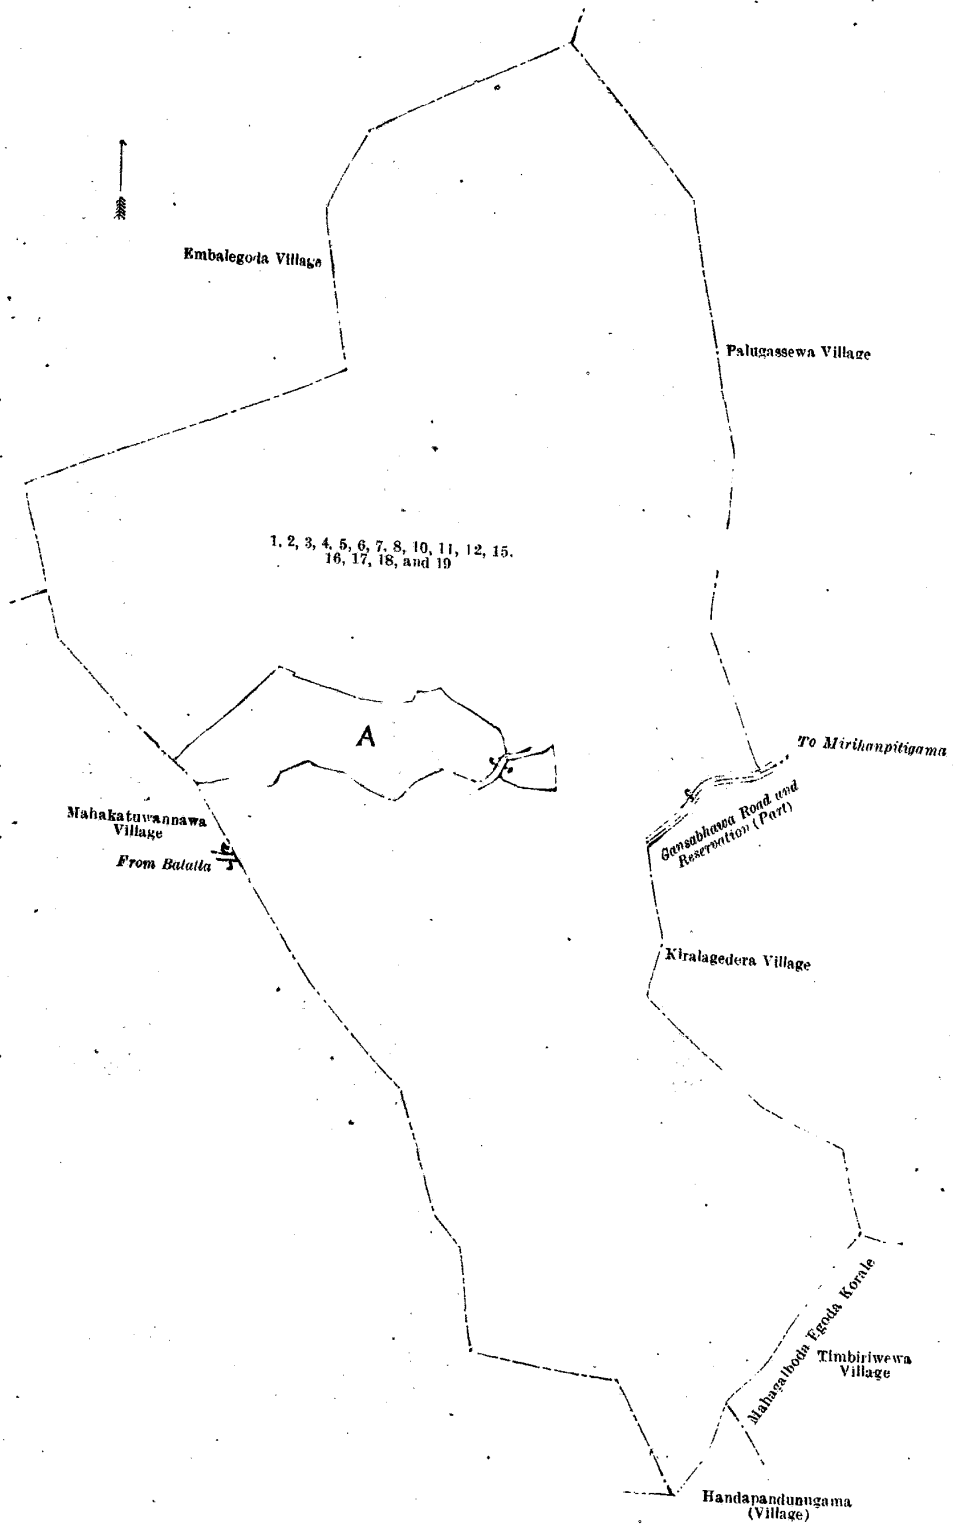 Embalegoda Village
Palugassewa Village
1, 2, 3, 4, 5, 6, 7, 8, 10, 11, 12, 15.
16, 17, 18, and 19
A
To Mirihanpitigama
Gansabhawa Road and
Reservation (Part)
Mahakatuwannawa
Village
From Balalla
Kiralagedera Village
Mahagalboda Egoda Korale
Timbiriwewa
Village
Handapandunugama
(Village)